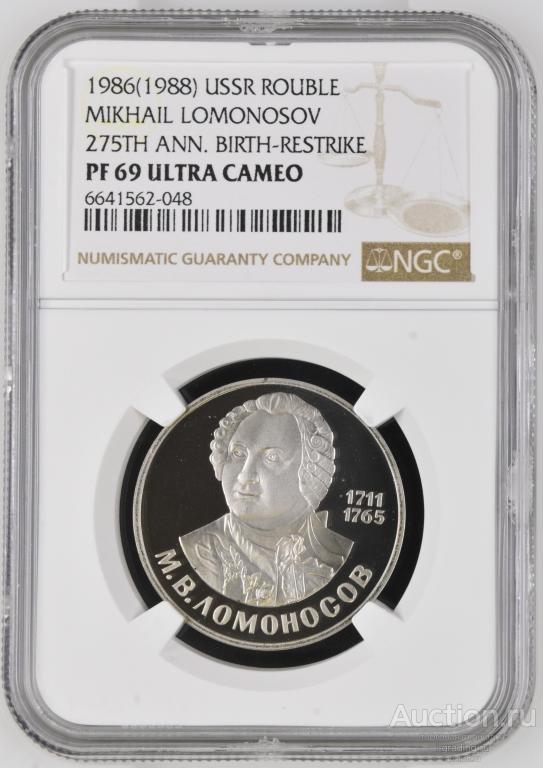 1986(1988) USSR ROUBLE
MIKHAIL LOMONOSOV
275TH ANN. BIRTH-RESTRIKE
PF 69 ULTRA CAMEO
6641562-048
NUMISMATIC GUARANTY COMPANY
NGC®
1711
1765
М.В.ЛОМОНОСОВ
Auction.ru